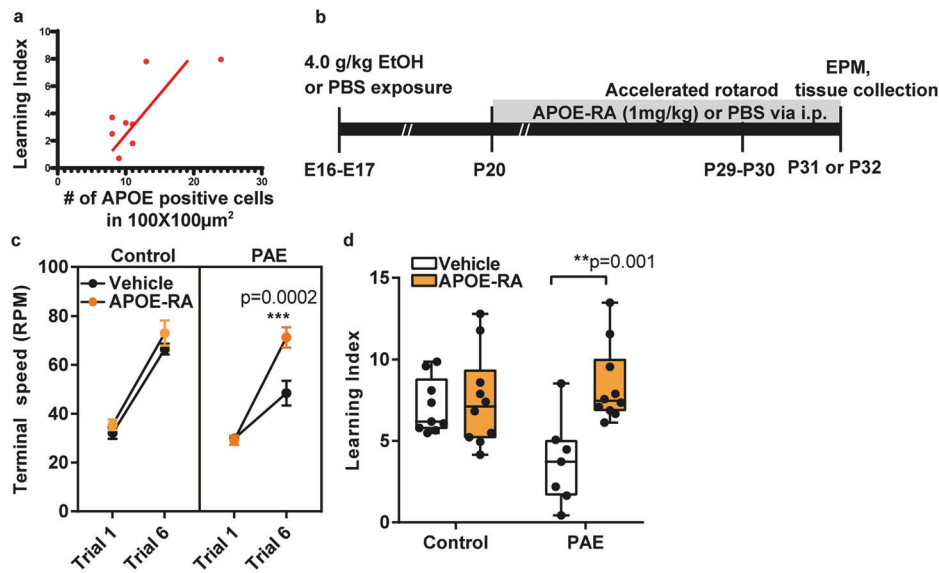 a
Learning Index
10
8
6
4
2
0
0
10
20
30
# of APOE positive cells
in 100X100µm²
b
4.0 g/kg EtOH
or PBS exposure
EPM,
Accelerated rotarod tissue collection
APOE-RA (1mg/kg) or PBS via i.p.
//
//
E16-E17
P20
P29-P30
P31 or P32
c
Control
PAE
Terminal speed (RPM)
100
80
60
40
20
0
Vehicle
APOE-RA
p=0.0002
***
Trial 1
Trial 6
Trial 1
Trial 6
d
Learning Index
15
10
5
0
Vehicle
APOE-RA
**p=0.001
Control
PAE